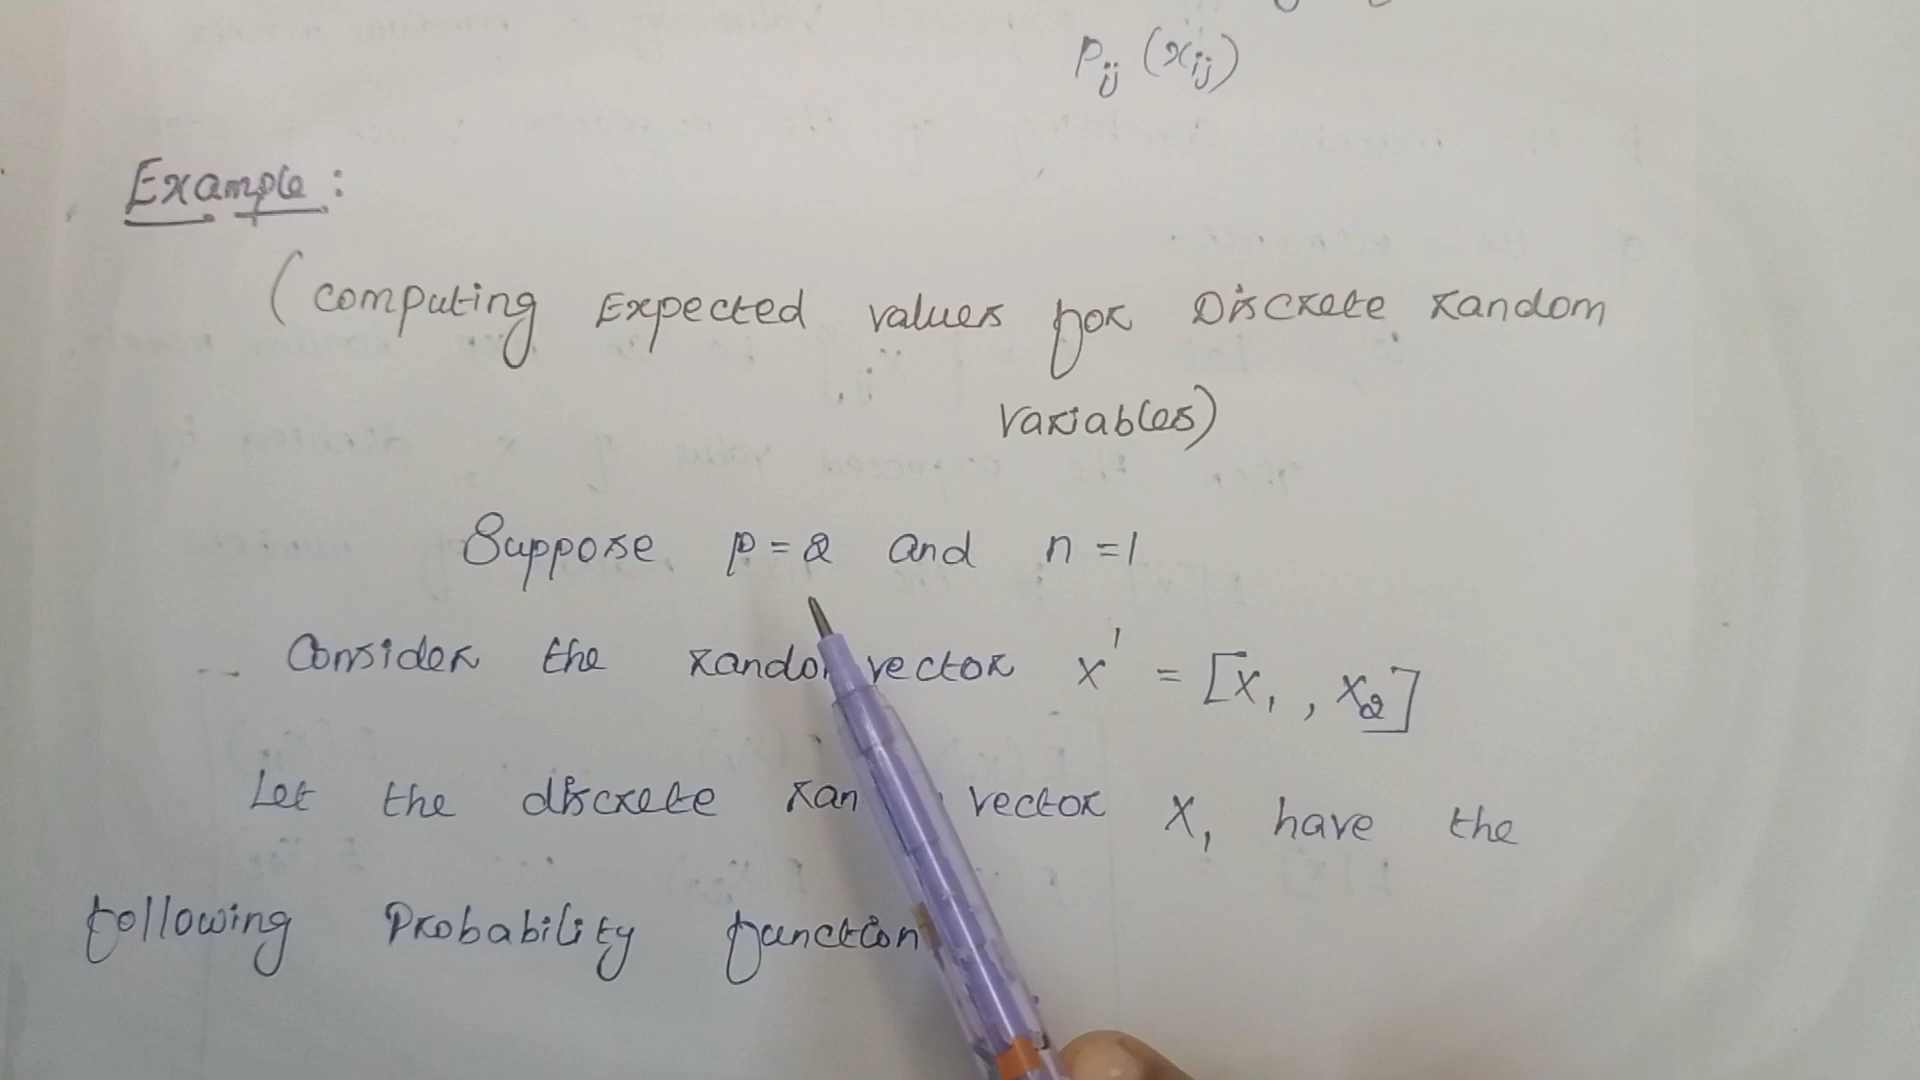 Pij (xij)
Example :
(computing Expected values for Discrete random
variables)
Suppose p = 2 and n = 1
Consider the rando vector x' = [x1 , x2]
Let the discrete ran vector X1 have the
following Probability function